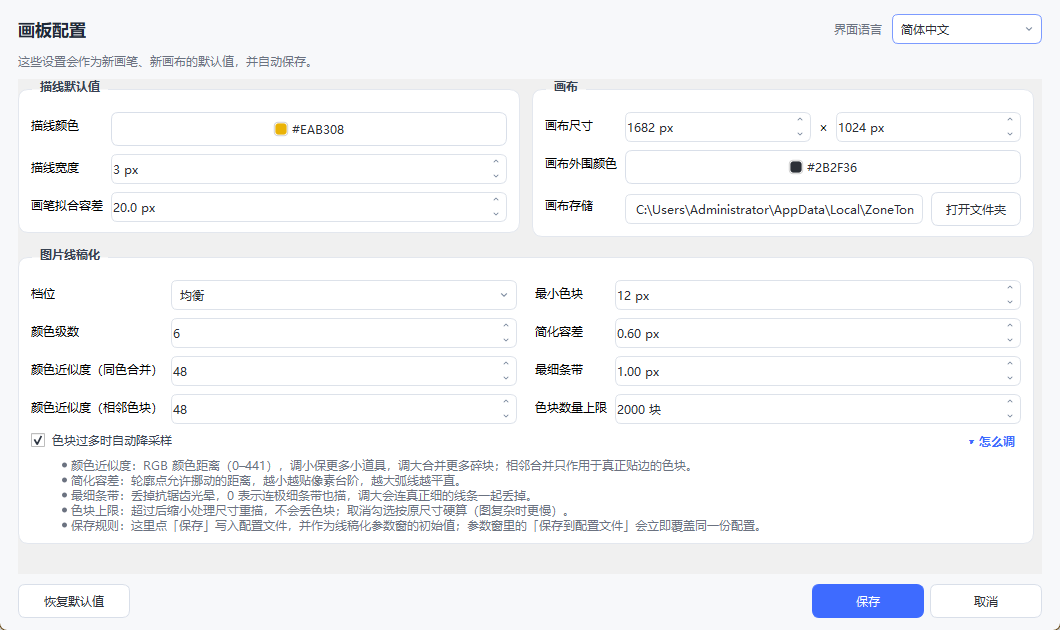 画板配置
界面语言 简体中文
这些设置会作为新画笔、新画布的默认值，并自动保存。
描线默认值
描线颜色 #EAB308
描线宽度 3 px
画笔拟合容差 20.0 px
画布
画布尺寸 1682 px × 1024 px
画布外围颜色 #2B2F36
画布存储 C:\Users\Administrator\AppData\Local\ZoneTon 打开文件夹
图片线稿化
档位 均衡 最小色块 12 px
颜色级数 6 简化容差 0.60 px
颜色近似度（同色合并） 48 最细条带 1.00 px
颜色近似度（相邻色块） 48 色块数量上限 2000 块
色块过多时自动降采样 怎么调
• 颜色近似度：RGB 颜色距离（0–441），调小保更多小道具，调大合并更多碎块；相邻合并只作用于真正贴边的色块。
• 简化容差：轮廓点允许挪动的距离，越小越贴像素台阶，越大弧线越平直。
• 最细条带：丢掉抗锯齿光晕，0 表示连极细条带也描，调大会连真正细的线条一起丢掉。
• 色块上限：超过后缩小处理尺寸重描，不会丢色块；取消勾选按原尺寸硬算（图复杂时更慢）。
• 保存规则：这里点「保存」写入配置文件，并作为线稿化参数窗的初始值；参数窗里的「保存到配置文件」会立即覆盖同一份配置。
恢复默认值 保存 取消